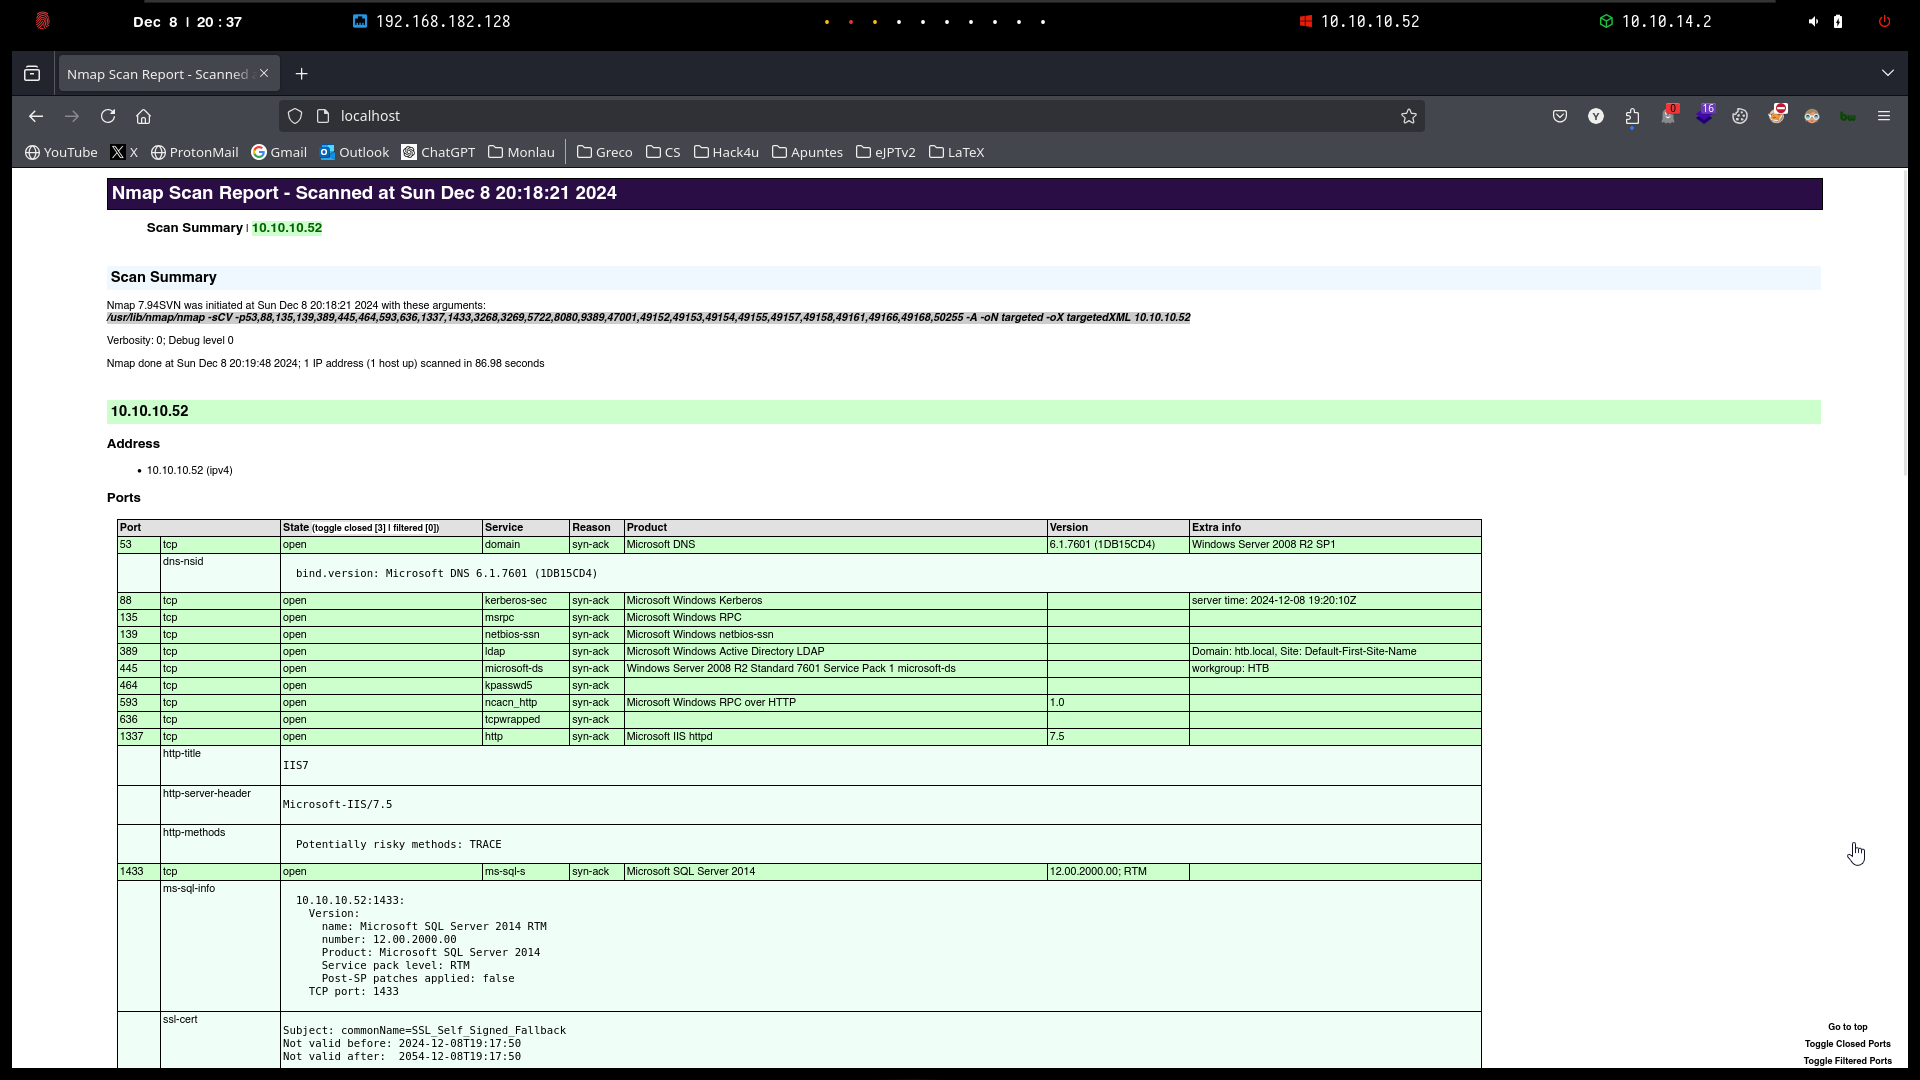 Dec 8 | 20 : 37 192.168.182.128 10.10.10.52 10.10.14.2
Nmap Scan Report - Scanned
localhost
0 16 Y
YouTube X ProtonMail Gmail Outlook ChatGPT Monlau Greco CS Hack4u Apuntes eJPTv2 LaTeX
Nmap Scan Report - Scanned at Sun Dec 8 20:18:21 2024
Scan Summary | 10.10.10.52
Scan Summary
Nmap 7.94SVN was initiated at Sun Dec 8 20:18:21 2024 with these arguments:
/usr/lib/nmap/nmap -sCV -p53,88,135,139,389,445,464,593,636,1337,1433,3268,3269,5722,8080,9389,47001,49152,49153,49154,49155,49157,49158,49161,49166,49168,50255 -A -oN targeted -oX targetedXML 10.10.10.52
Verbosity: 0; Debug level 0
Nmap done at Sun Dec 8 20:19:48 2024; 1 IP address (1 host up) scanned in 86.98 seconds
10.10.10.52
Address
• 10.10.10.52 (ipv4)
Ports
Port State (toggle closed [3] | filtered [0]) Service Reason Product Version Extra info
53 tcp open domain syn-ack Microsoft DNS 6.1.7601 (1DB15CD4) Windows Server 2008 R2 SP1
dns-nsid
bind.version: Microsoft DNS 6.1.7601 (1DB15CD4)
88 tcp open kerberos-sec syn-ack Microsoft Windows Kerberos server time: 2024-12-08 19:20:10Z
135 tcp open msrpc syn-ack Microsoft Windows RPC
139 tcp open netbios-ssn syn-ack Microsoft Windows netbios-ssn
389 tcp open ldap syn-ack Microsoft Windows Active Directory LDAP Domain: htb.local, Site: Default-First-Site-Name
445 tcp open microsoft-ds syn-ack Windows Server 2008 R2 Standard 7601 Service Pack 1 microsoft-ds workgroup: HTB
464 tcp open kpasswd5 syn-ack
593 tcp open ncacn_http syn-ack Microsoft Windows RPC over HTTP 1.0
636 tcp open tcpwrapped syn-ack
1337 tcp open http syn-ack Microsoft IIS httpd 7.5
http-title
IIS7
http-server-header
Microsoft-IIS/7.5
http-methods
Potentially risky methods: TRACE
1433 tcp open ms-sql-s syn-ack Microsoft SQL Server 2014 12.00.2000.00; RTM
ms-sql-info
10.10.10.52:1433:
Version:
name: Microsoft SQL Server 2014 RTM
number: 12.00.2000.00
Product: Microsoft SQL Server 2014
Service pack level: RTM
Post-SP patches applied: false
TCP port: 1433
ssl-cert
Subject: commonName=SSL_Self_Signed_Fallback
Not valid before: 2024-12-08T19:17:50
Not valid after: 2054-12-08T19:17:50
Go to top
Toggle Closed Ports
Toggle Filtered Ports